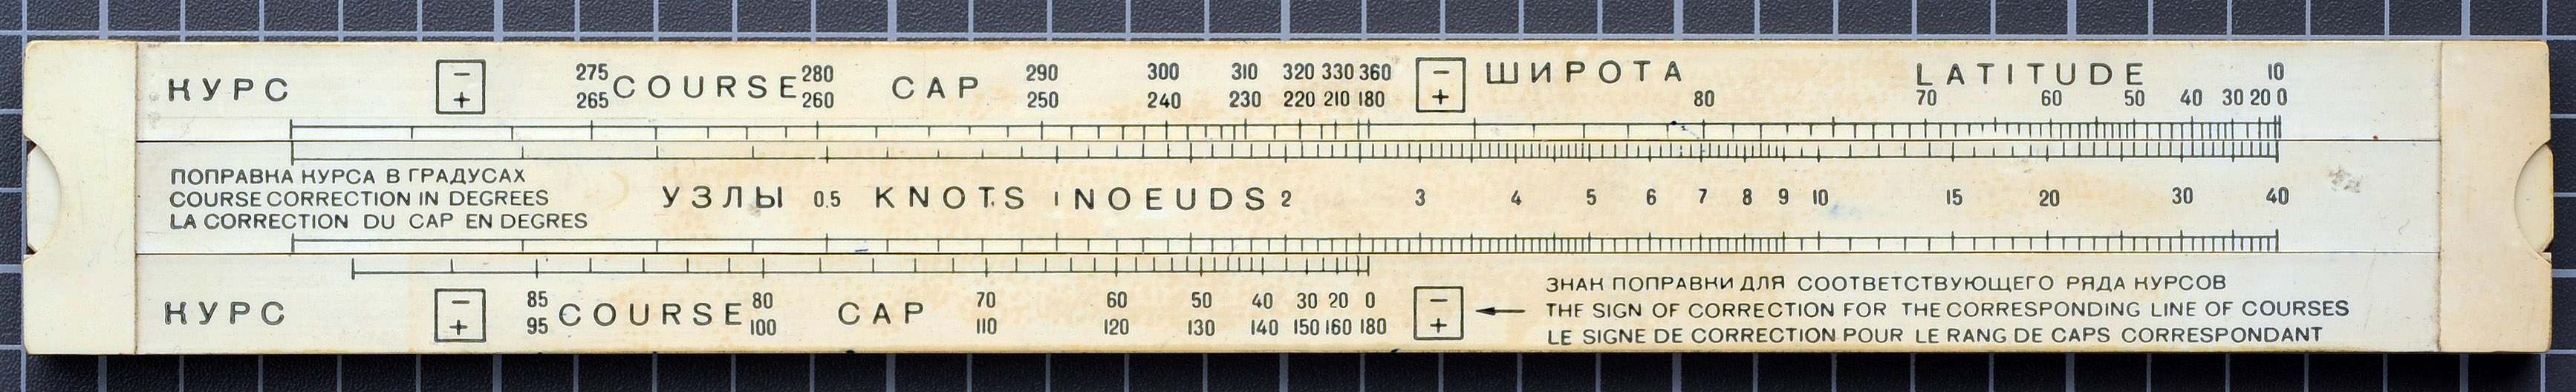 − 275 280 290 300 310 320 330 360 − ШИРОТА LATITUDE 10
КУРС + 265 COURSE 260 CAP 250 240 230 220 210 180 + 80 70 60 50 40 30 20 0
ПОПРАВКА КУРСА В ГРАДУСАХ
COURSE CORRECTION IN DEGREES
LA CORRECTION DU CAP EN DEGRES
УЗЛЫ 0.5 KNOTS 1 NOEUDS 2 3 4 5 6 7 8 9 10 15 20 30 40
− 85 80 70 60 50 40 30 20 0 −
КУРС + 95 COURSE 100 CAP 110 120 130 140 150 160 180 +
ЗНАК ПОПРАВКИ ДЛЯ СООТВЕТСТВУЮЩЕГО РЯДА КУРСОВ
← THE SIGN OF CORRECTION FOR THE CORRESPONDING LINE OF COURSES
LE SIGNE DE CORRECTION POUR LE RANG DE CAPS CORRESPONDANT